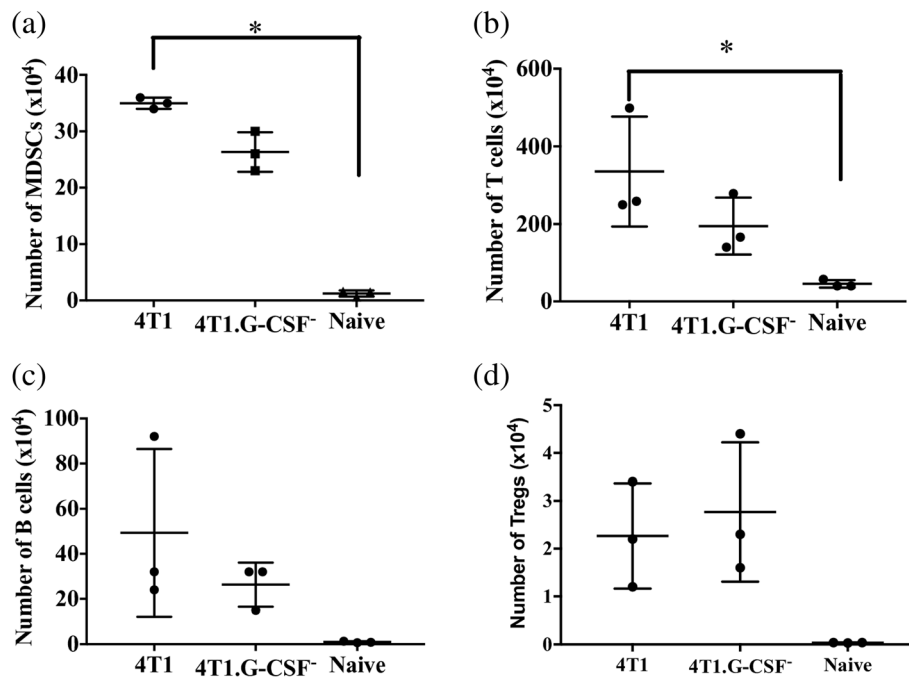 (a)
*
Number of MDSCs (x10⁴)
40
30
20
10
0
4T1
4T1.G-CSF⁻
Naive
(b)
*
Number of T cells (x10⁴)
600
400
200
0
4T1
4T1.G-CSF⁻
Naive
(c)
Number of B cells (x10⁴)
100
80
60
40
20
0
4T1
4T1.G-CSF⁻
Naive
(d)
Number of Tregs (x10⁴)
5
4
3
2
1
0
4T1
4T1.G-CSF⁻
Naive